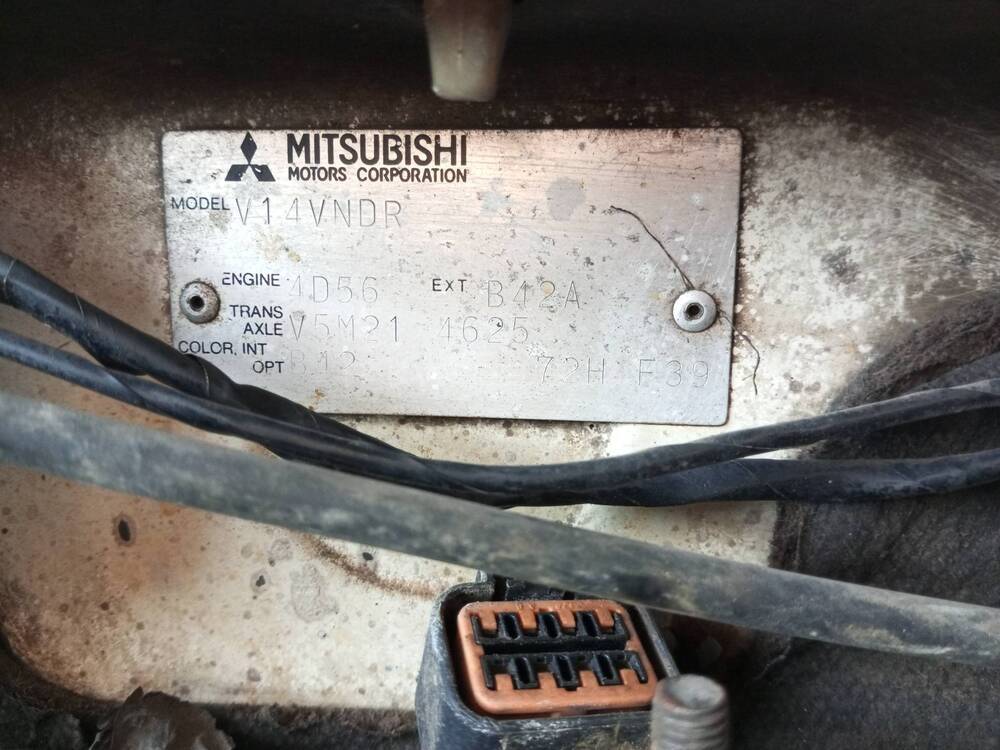 MITSUBISHI
MOTORS CORPORATION
MODEL V14VNDR
ENGINE 4D56 EXT B42A
TRANS
AXLE V5M21 4625
COLOR, INT
OPT B42 72H F39